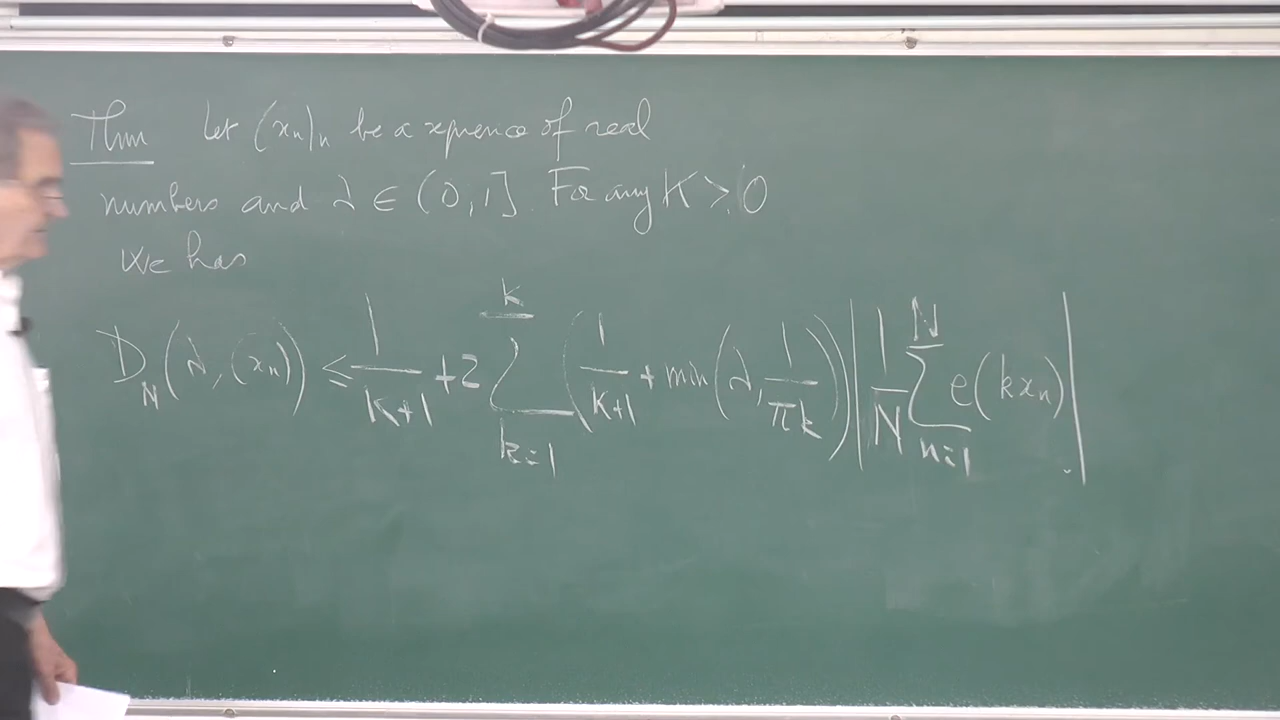 Thm Let (xₙ)ₙ be a sequence of real
numbers and λ ∈ (0,1]. For any K ≥ 0
we has
D_N(λ, (xₙ)) ≤ 1/(K+1) + 2 ∑_{k=1}^{K} (1/(K+1) + min(λ, 1/(πk))) |1/N ∑_{n=1}^{N} e(kxₙ)|